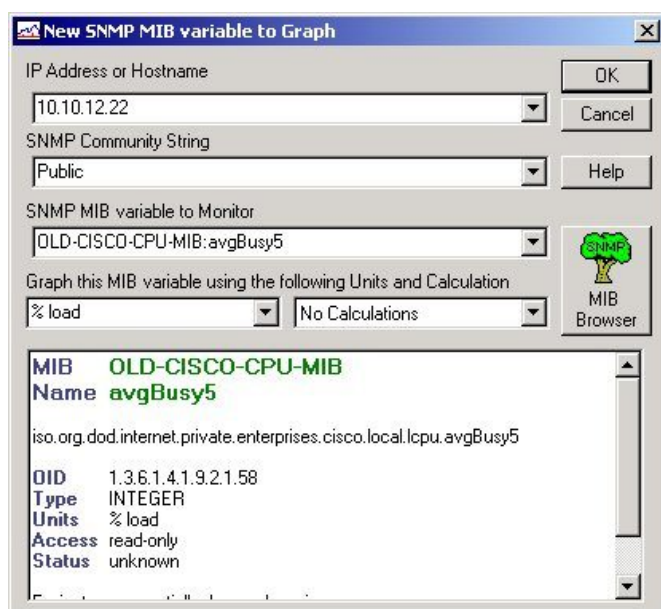 New SNMP MIB variable to Graph
IP Address or Hostname
OK
10.10.12.22
Cancel
SNMP Community String
Public
Help
SNMP MIB variable to Monitor
OLD-CISCO-CPU-MIB:avgBusy5
SNMP
MIB
Browser
Graph this MIB variable using the following Units and Calculation
% load
No Calculations
MIB OLD-CISCO-CPU-MIB
Name avgBusy5
iso.org.dod.internet.private.enterprises.cisco.local.lcpu.avgBusy5
OID 1.3.6.1.4.1.9.2.1.58
Type INTEGER
Units % load
Access read-only
Status unknown